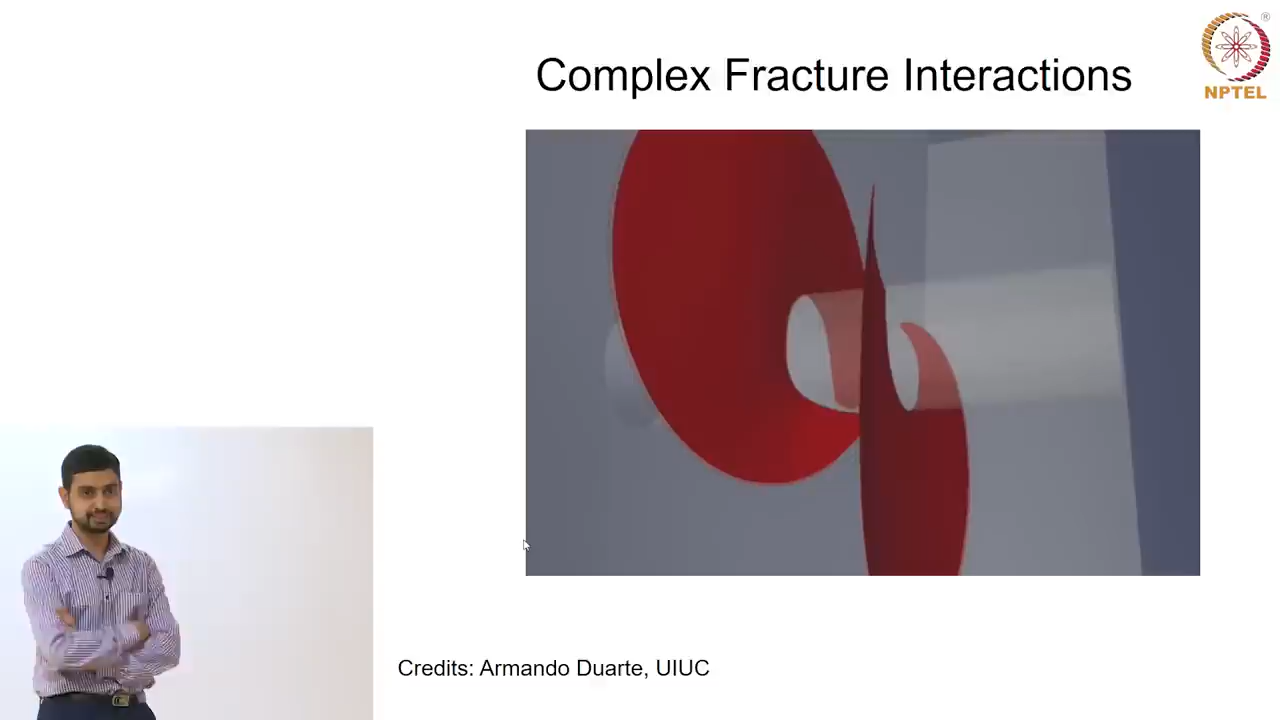 Complex Fracture Interactions
®
NPTEL
Credits: Armando Duarte, UIUC